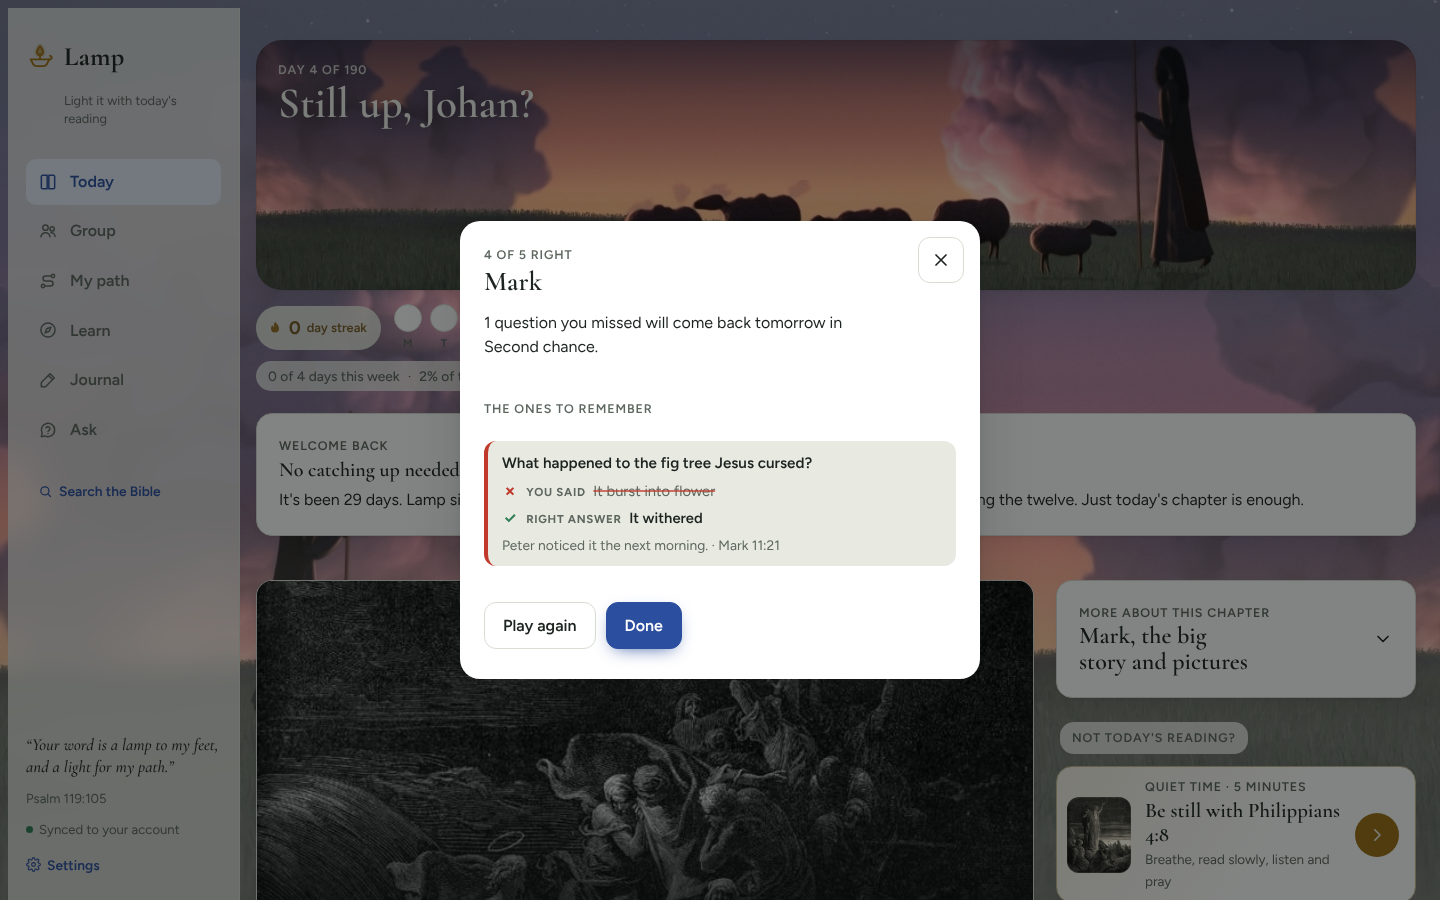 Lamp
Light it with today's
reading
Today
Group
My path
Learn
Journal
Ask
Search the Bible
“Your word is a lamp to my feet,
and a light for my path.”
Psalm 119:105
Synced to your account
Settings
DAY 4 OF 190
Still up, Johan?
0 day streak
M T
0 of 4 days this week · 2% of
WELCOME BACK
No catching up needed
It's been 29 days. Lamp
ng the twelve. Just today's chapter is enough.
4 OF 5 RIGHT
Mark
1 question you missed will come back tomorrow in
Second chance.
THE ONES TO REMEMBER
What happened to the fig tree Jesus cursed?
YOU SAID It burst into flower
RIGHT ANSWER It withered
Peter noticed it the next morning. · Mark 11:21
Play again
Done
MORE ABOUT THIS CHAPTER
Mark, the big
story and pictures
NOT TODAY'S READING?
QUIET TIME · 5 MINUTES
Be still with Philippians
4:8
Breathe, read slowly, listen and
pray